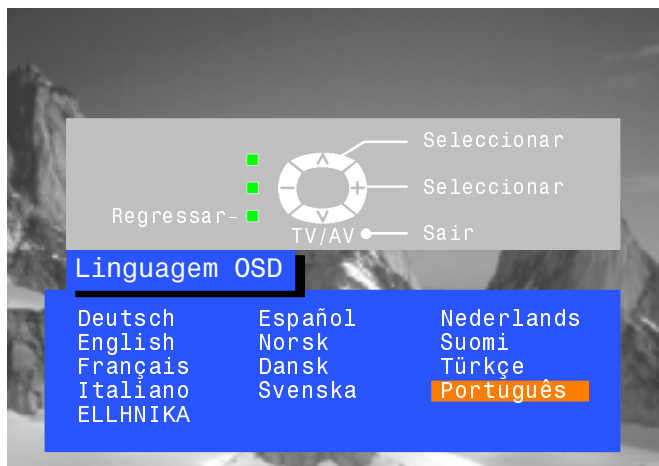 Seleccionar
Seleccionar
Regressar
TV/AV Sair
Linguagem OSD
Deutsch Español Nederlands
English Norsk Suomi
Français Dansk Türkçe
Italiano Svenska Português
ELLHNIKA